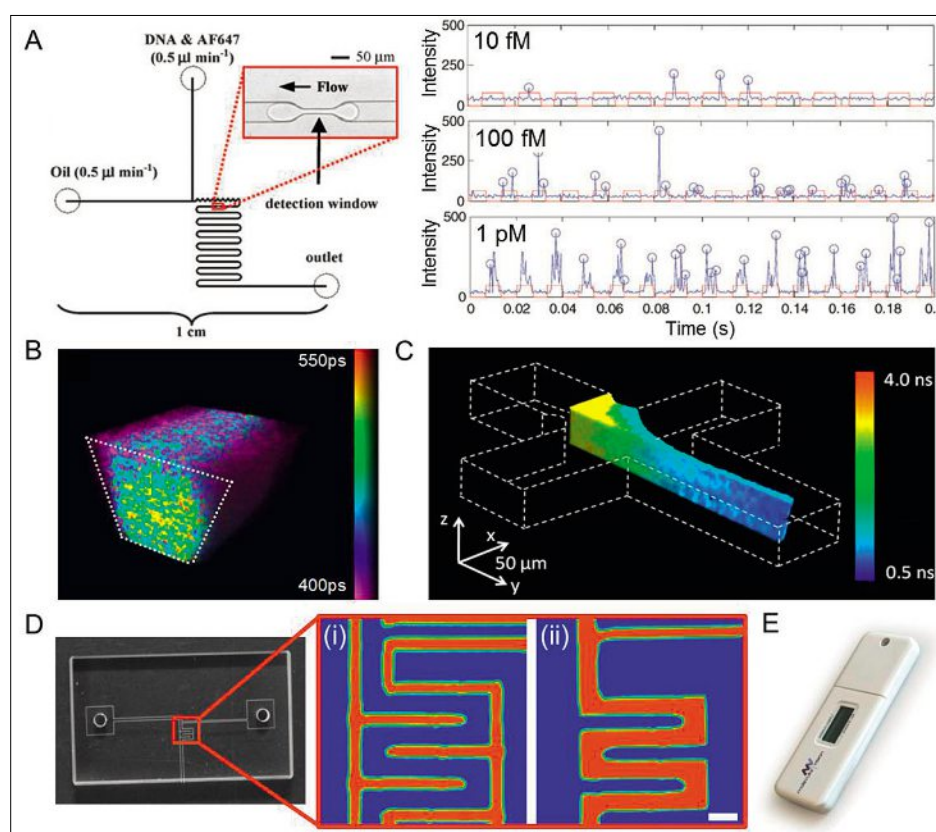 A
DNA & AF647
(0.5 µl min⁻¹)
50 µm
Flow
Oil (0.5 µl min⁻¹)
detection window
outlet
1 cm
500
Intensity
250
0
10 fM
500
Intensity
250
0
100 fM
500
Intensity
250
0
1 pM
0 0.02 0.04 0.06 0.08 0.1 0.12 0.14 0.16 0.18 0.
Time (s)
B
550ps
400ps
C
4.0 ns
0.5 ns
z
x
50 µm
y
D
(i)
(ii)
E